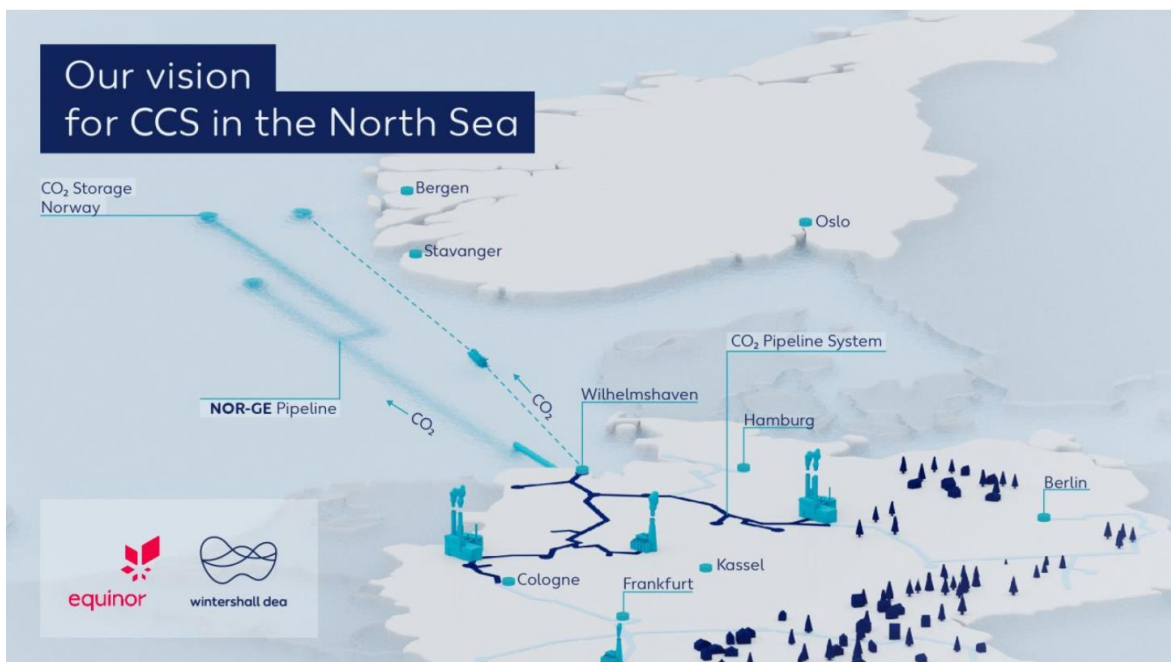 Our vision
for CCS in the North Sea
CO₂ Storage
Norway
Bergen
Oslo
Stavanger
CO₂ Pipeline System
Wilhelmshaven
NOR-GE Pipeline
CO₂
CO₂
Hamburg
Berlin
Kassel
Cologne
Frankfurt
equinor
wintershall dea